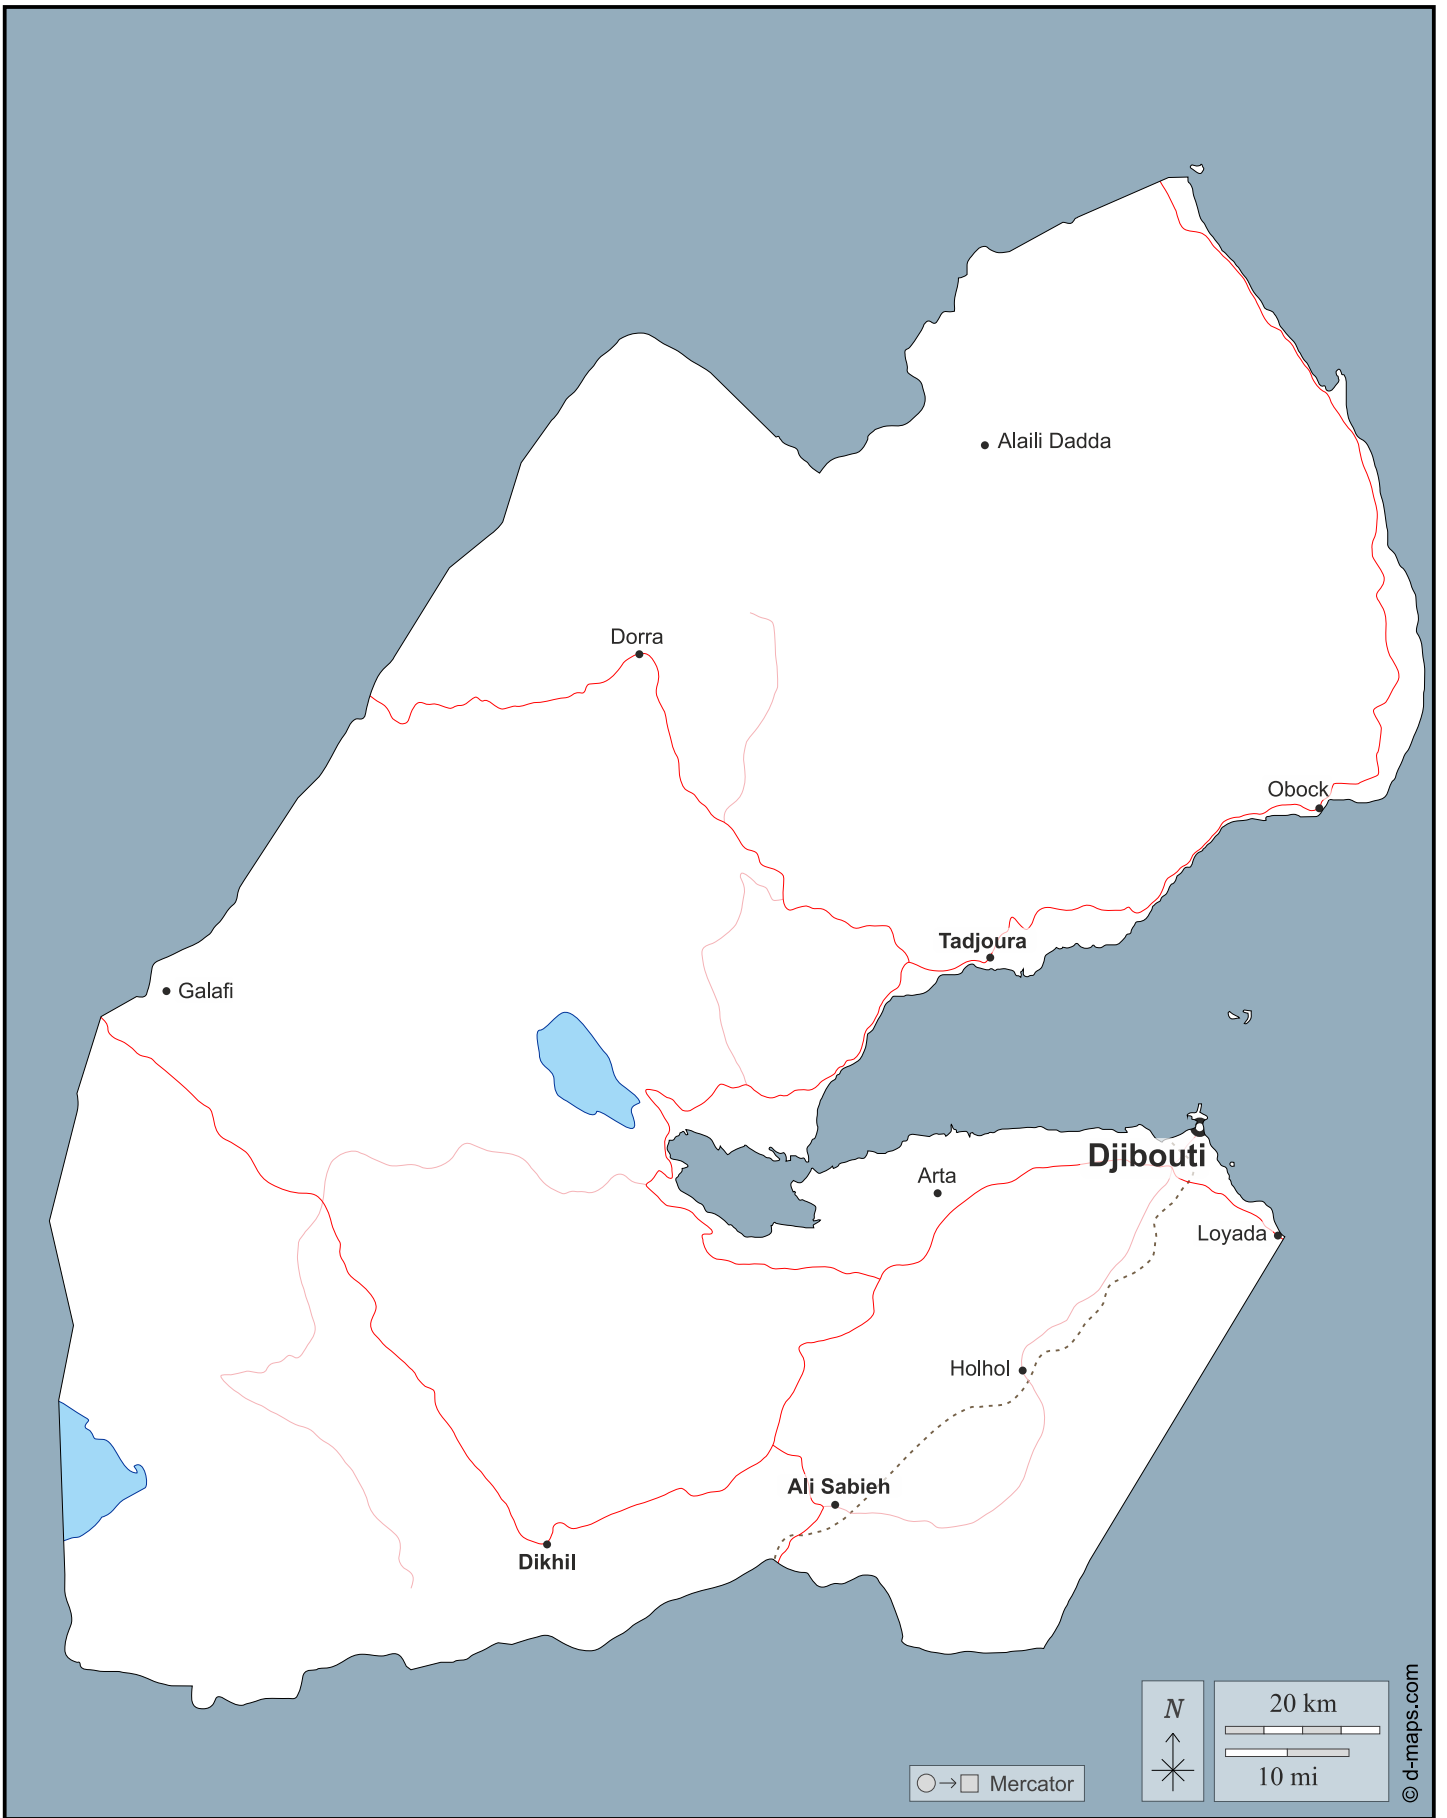 Alaili Dadda
Dorra
Obock
Tadjoura
Galafi
Djibouti
Arta
Loyada
Holhol
Ali Sabieh
Dikhil
N
20 km
10 mi
Mercator
© d-maps.com